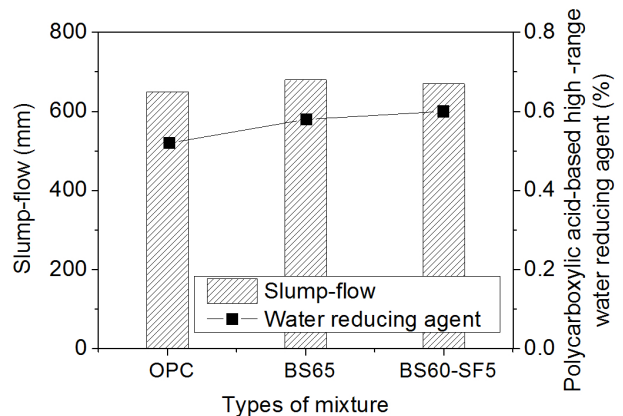 800
600
400
200
0
Slump-flow (mm)
0.8
0.6
0.4
0.2
0.0
Polycarboxylic acid-based high -range
water reducing agent (%)
Slump-flow
Water reducing agent
OPC
BS65
BS60-SF5
Types of mixture